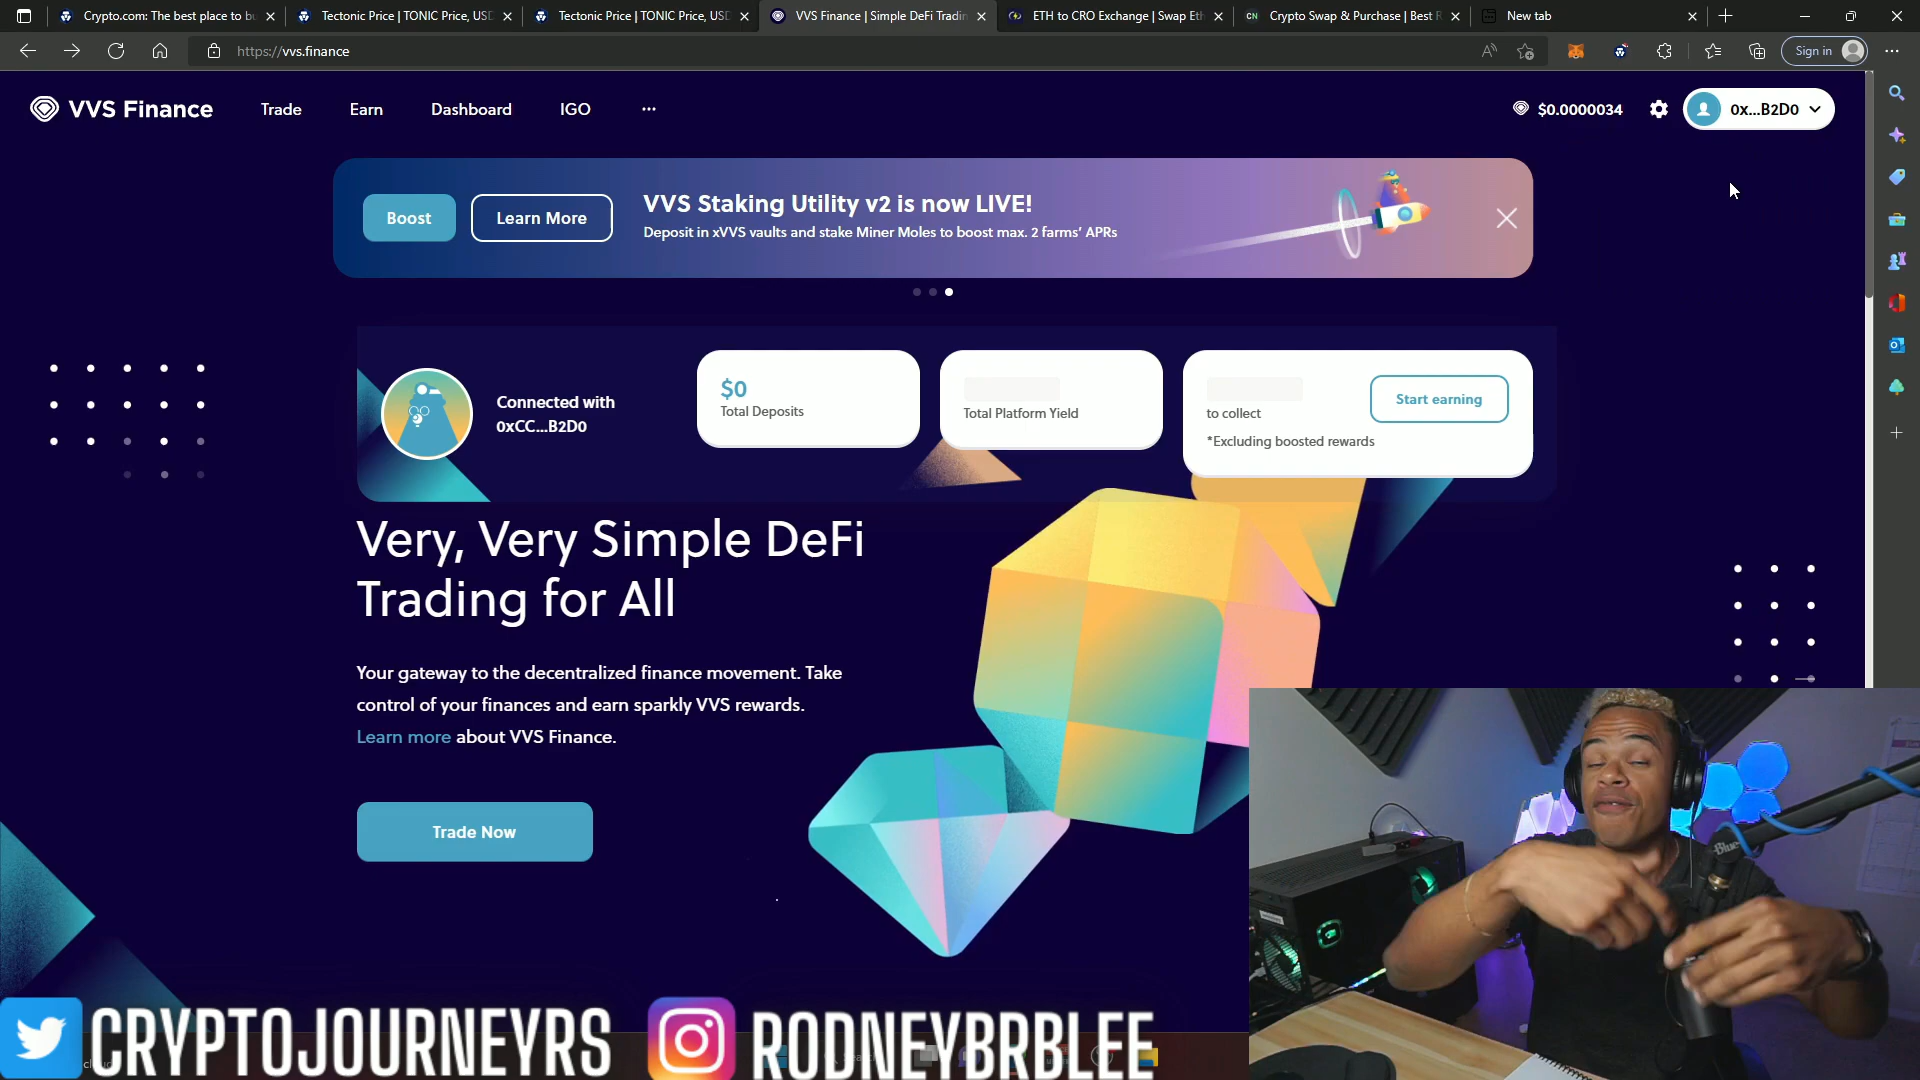 Crypto.com: The best place to bu
Tectonic Price | TONIC Price, USD
Tectonic Price | TONIC Price, USD
VVS Finance | Simple DeFi Tradin
ETH to CRO Exchange | Swap Eth
Crypto Swap & Purchase | Best R
New tab
https://vvs.finance
Sign in
VVS Finance
Trade
Earn
Dashboard
IGO
$0.0000034
0x...B2D0
Boost
Learn More
VVS Staking Utility v2 is now LIVE!
Deposit in xVVS vaults and stake Miner Moles to boost max. 2 farms' APRs
Connected with
0xCC...B2D0
$0
Total Deposits
Total Platform Yield
to collect
Start earning
*Excluding boosted rewards
Very, Very Simple DeFi
Trading for All
Your gateway to the decentralized finance movement. Take
control of your finances and earn sparkly VVS rewards.
Learn more about VVS Finance.
Trade Now
Blue
CRYPTOJOURNEYRS
RODNEYBRBLEE